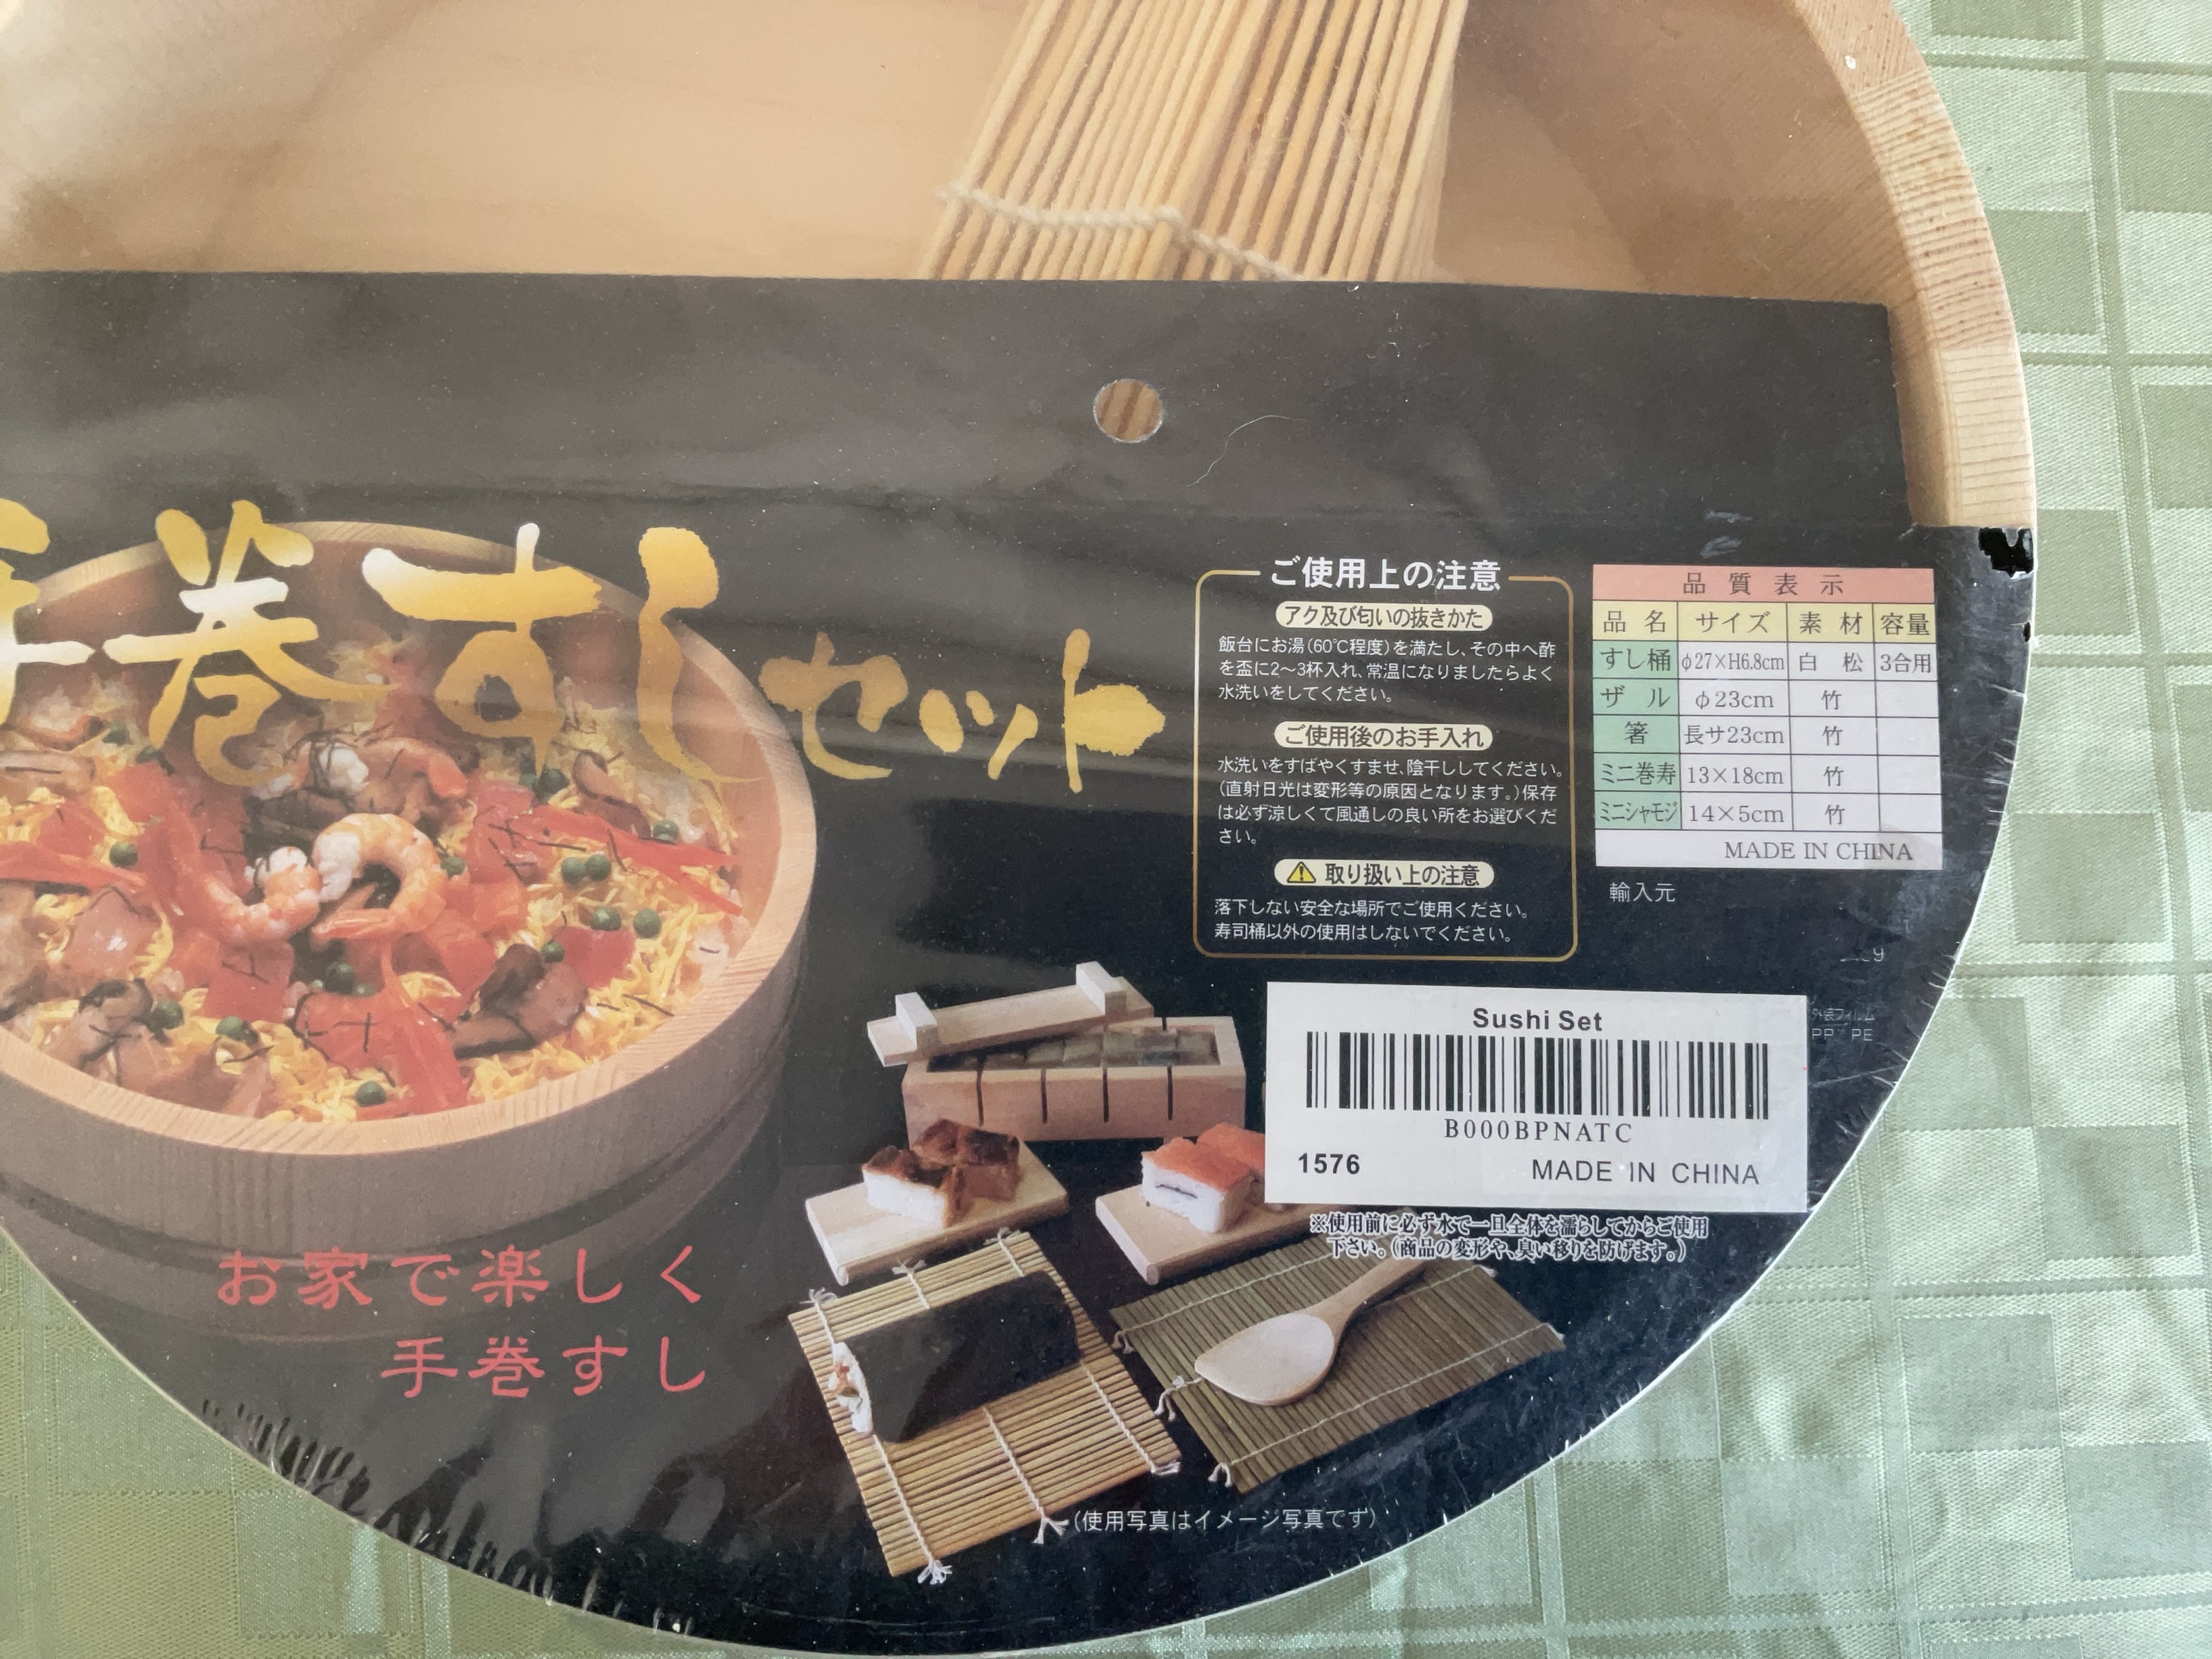 手巻すしセット
ご使用上の注意
アク及び匂いの抜きかた
飯台にお湯(60℃程度)を満たし、その中へ酢
を盃に2〜3杯入れ、常温になりましたらよく
水洗いをしてください。
ご使用後のお手入れ
水洗いをすばやくすませ、陰干ししてください。
(直射日光は変形等の原因となります。)保存
は必ず涼しくて風通しの良い所をお選びくだ
さい。
取り扱い上の注意
落下しない安全な場所でご使用ください。
寿司桶以外の使用はしないでください。
品質表示
品名 サイズ 素材 容量
すし桶 φ27×H6.8cm 白松 3合用
ザル φ23cm 竹
箸 長サ23cm 竹
ミニ巻寿 13×18cm 竹
ミニシャモジ 14×5cm 竹
MADE IN CHINA
輸入元
外装フィルム
PP PE
Sushi Set
B000BPNATC
1576 MADE IN CHINA
※使用前に必ず水で一旦全体を濡らしてからご使用
下さい。(商品の変形や、臭い移りを防げます。)
お家で楽しく
手巻すし
(使用写真はイメージ写真です)